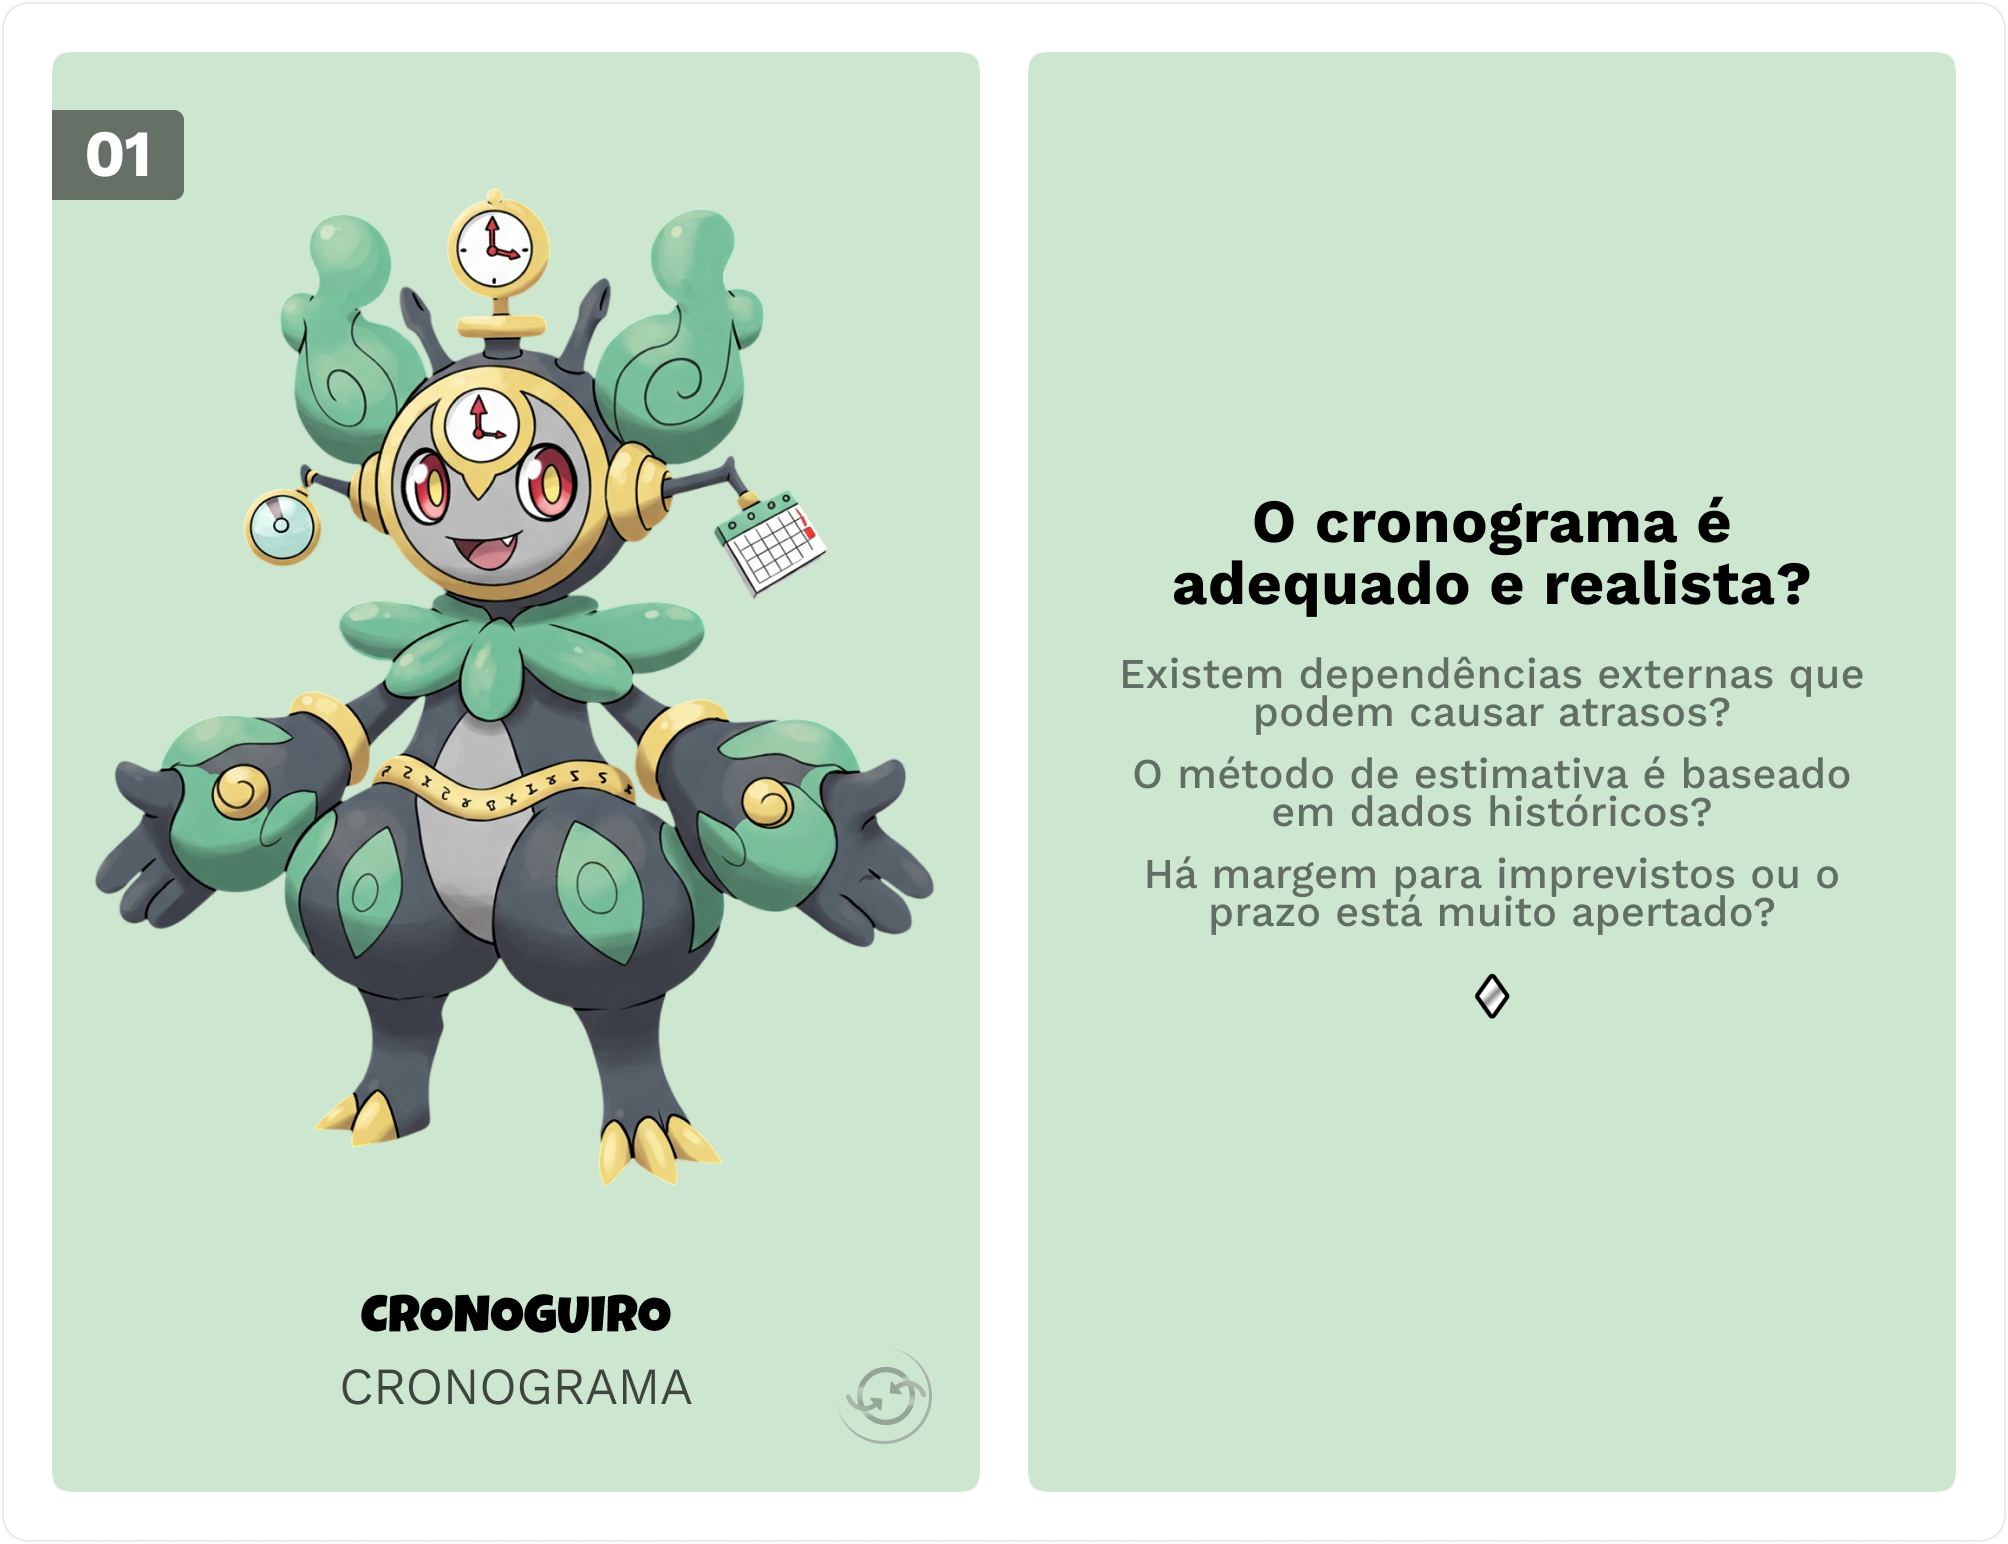 01
CRONOGUIRO
CRONOGRAMA
O cronograma é
adequado e realista?
Existem dependências externas que
podem causar atrasos?
O método de estimativa é baseado
em dados históricos?
Há margem para imprevistos ou o
prazo está muito apertado?